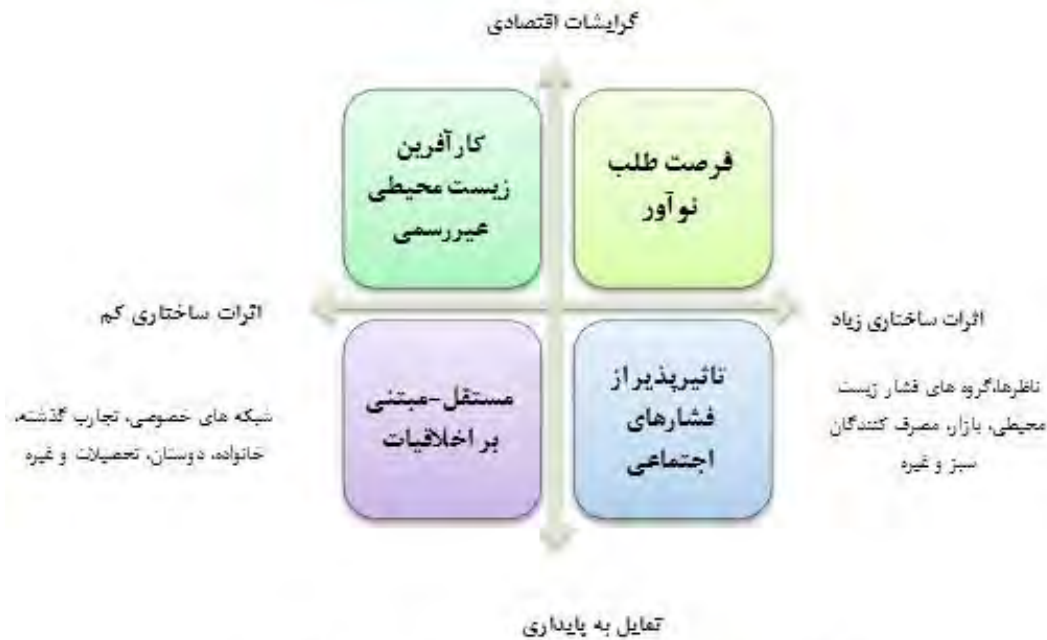 گرایشات اقتصادی
فرصت طلب
نوآور
کارآفرین
زیست محیطی
عیررسمی
اثرات ساختاری زیاد
اثرات ساختاری کم
ناظرها،گروه های فشار زیست
محیطی، بازار، مصرف کنندگان
سبز و غیره
تاثیرپذیر از
فشارهای
اجتماعی
مستقل-مبتنی
بر اخلاقیات
شبکه های خصوصی، تجارب گذشته،
خانواده، دوستان، تحصیلات و غیره
تمایل به پایداری